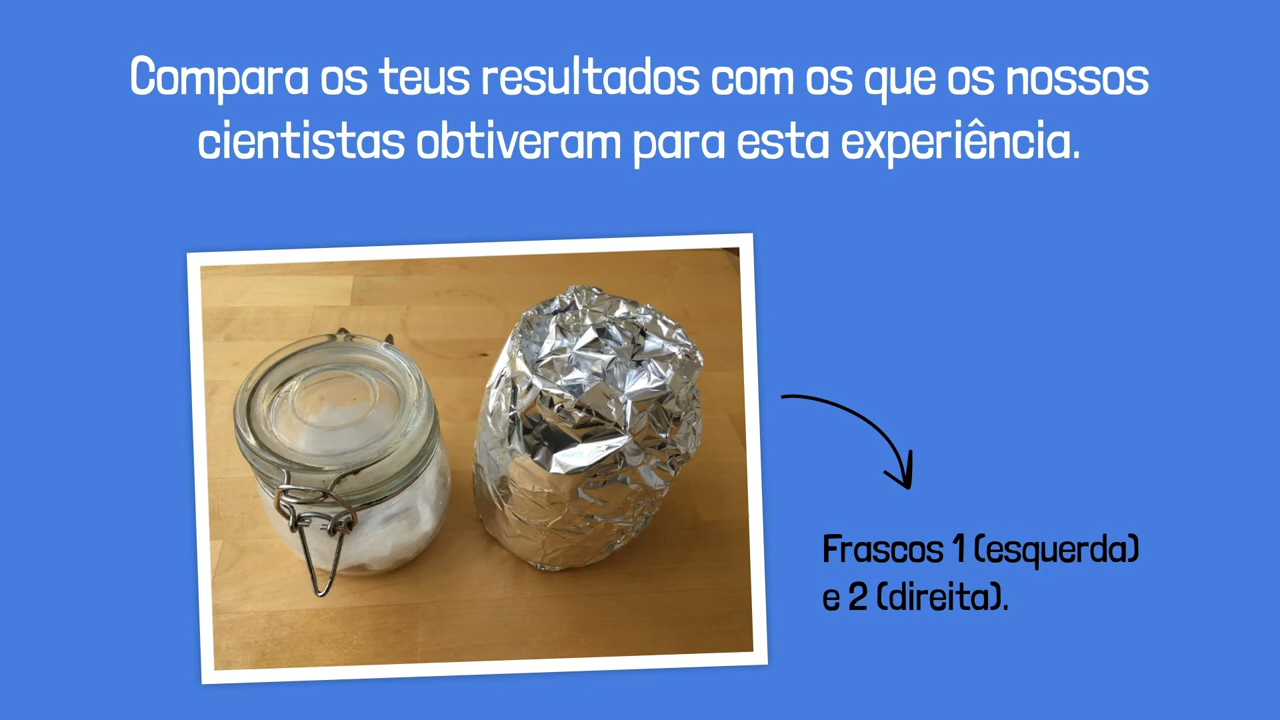 Compara os teus resultados com os que os nossos
cientistas obtiveram para esta experiência.
Frascos 1 (esquerda)
e 2 (direita).